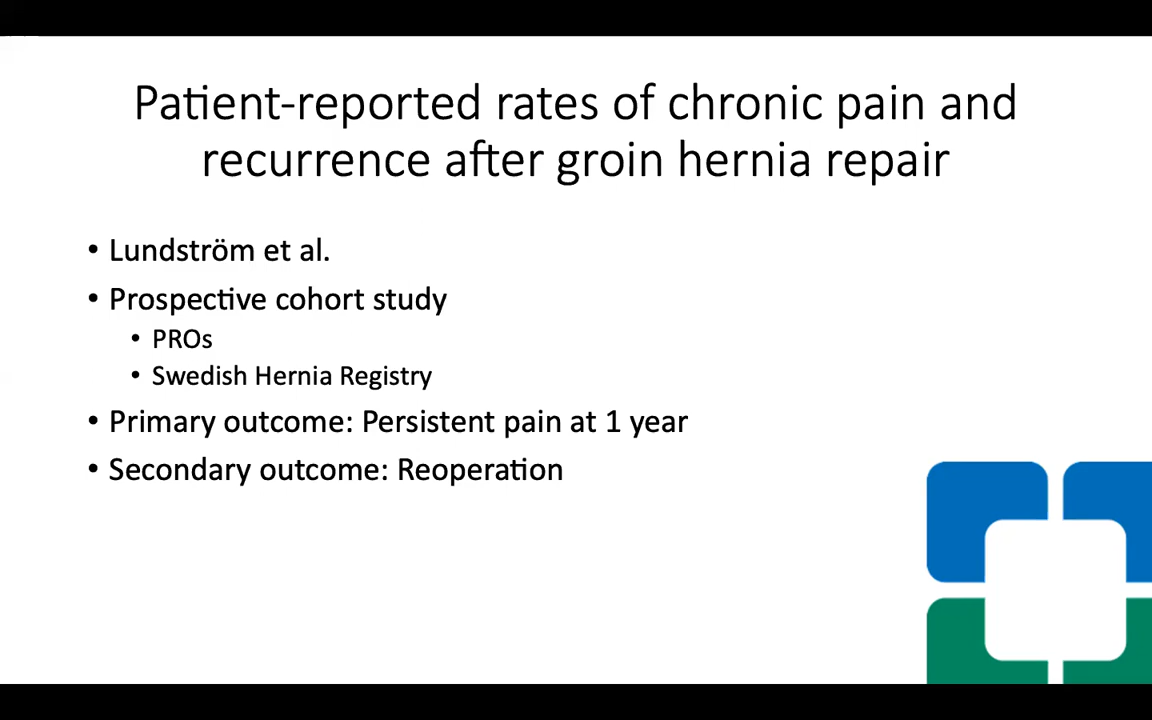 Patient-reported rates of chronic pain and
recurrence after groin hernia repair
• Lundström et al.
• Prospective cohort study
• PROs
• Swedish Hernia Registry
• Primary outcome: Persistent pain at 1 year
• Secondary outcome: Reoperation